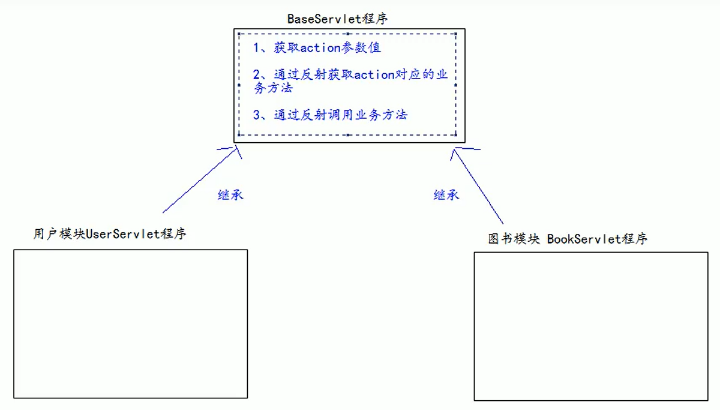 BaseServlet程序
1、获取action参数值
2、通过反射获取action对应的业
务方法
3、通过反射调用业务方法
继承
继承
用户模块UserServlet程序
图书模块 BookServlet程序